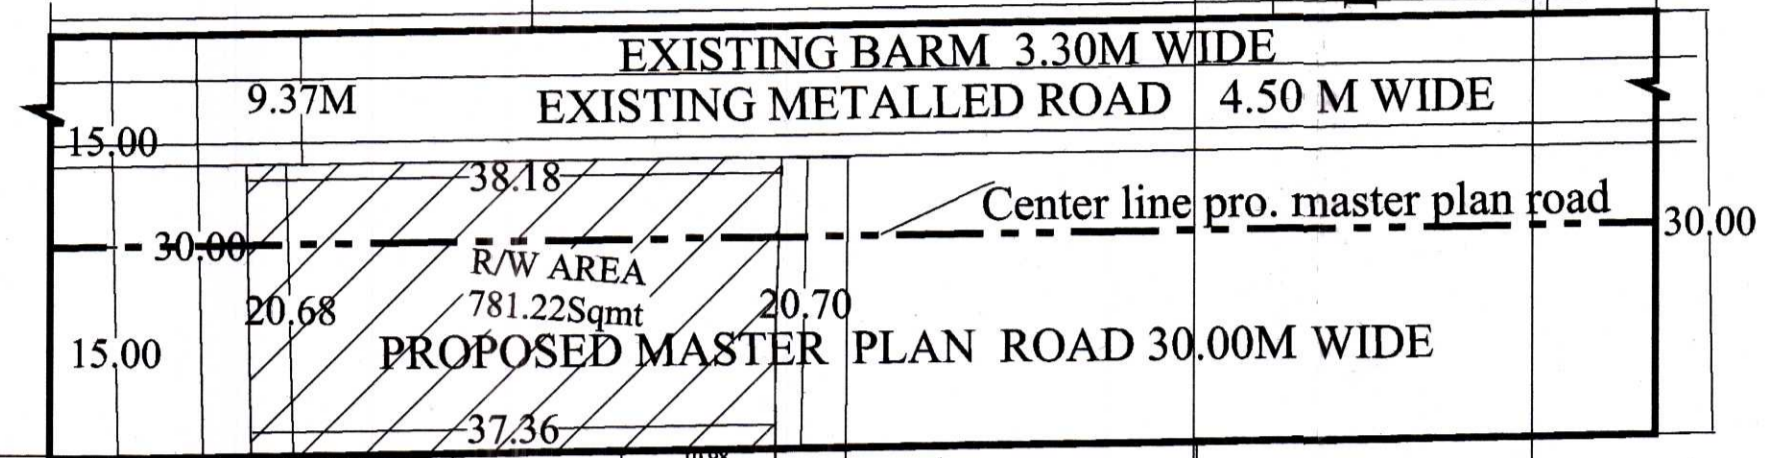 EXISTING BARM 3.30M WIDE
9.37M
EXISTING METALLED ROAD 4.50 M WIDE
15.00
38.18
Center line pro. master plan road
30.00
30.00
R/W AREA
20.68
781.22Sqmt
20.70
15.00
PROPOSED MASTER PLAN ROAD 30.00M WIDE
37.36